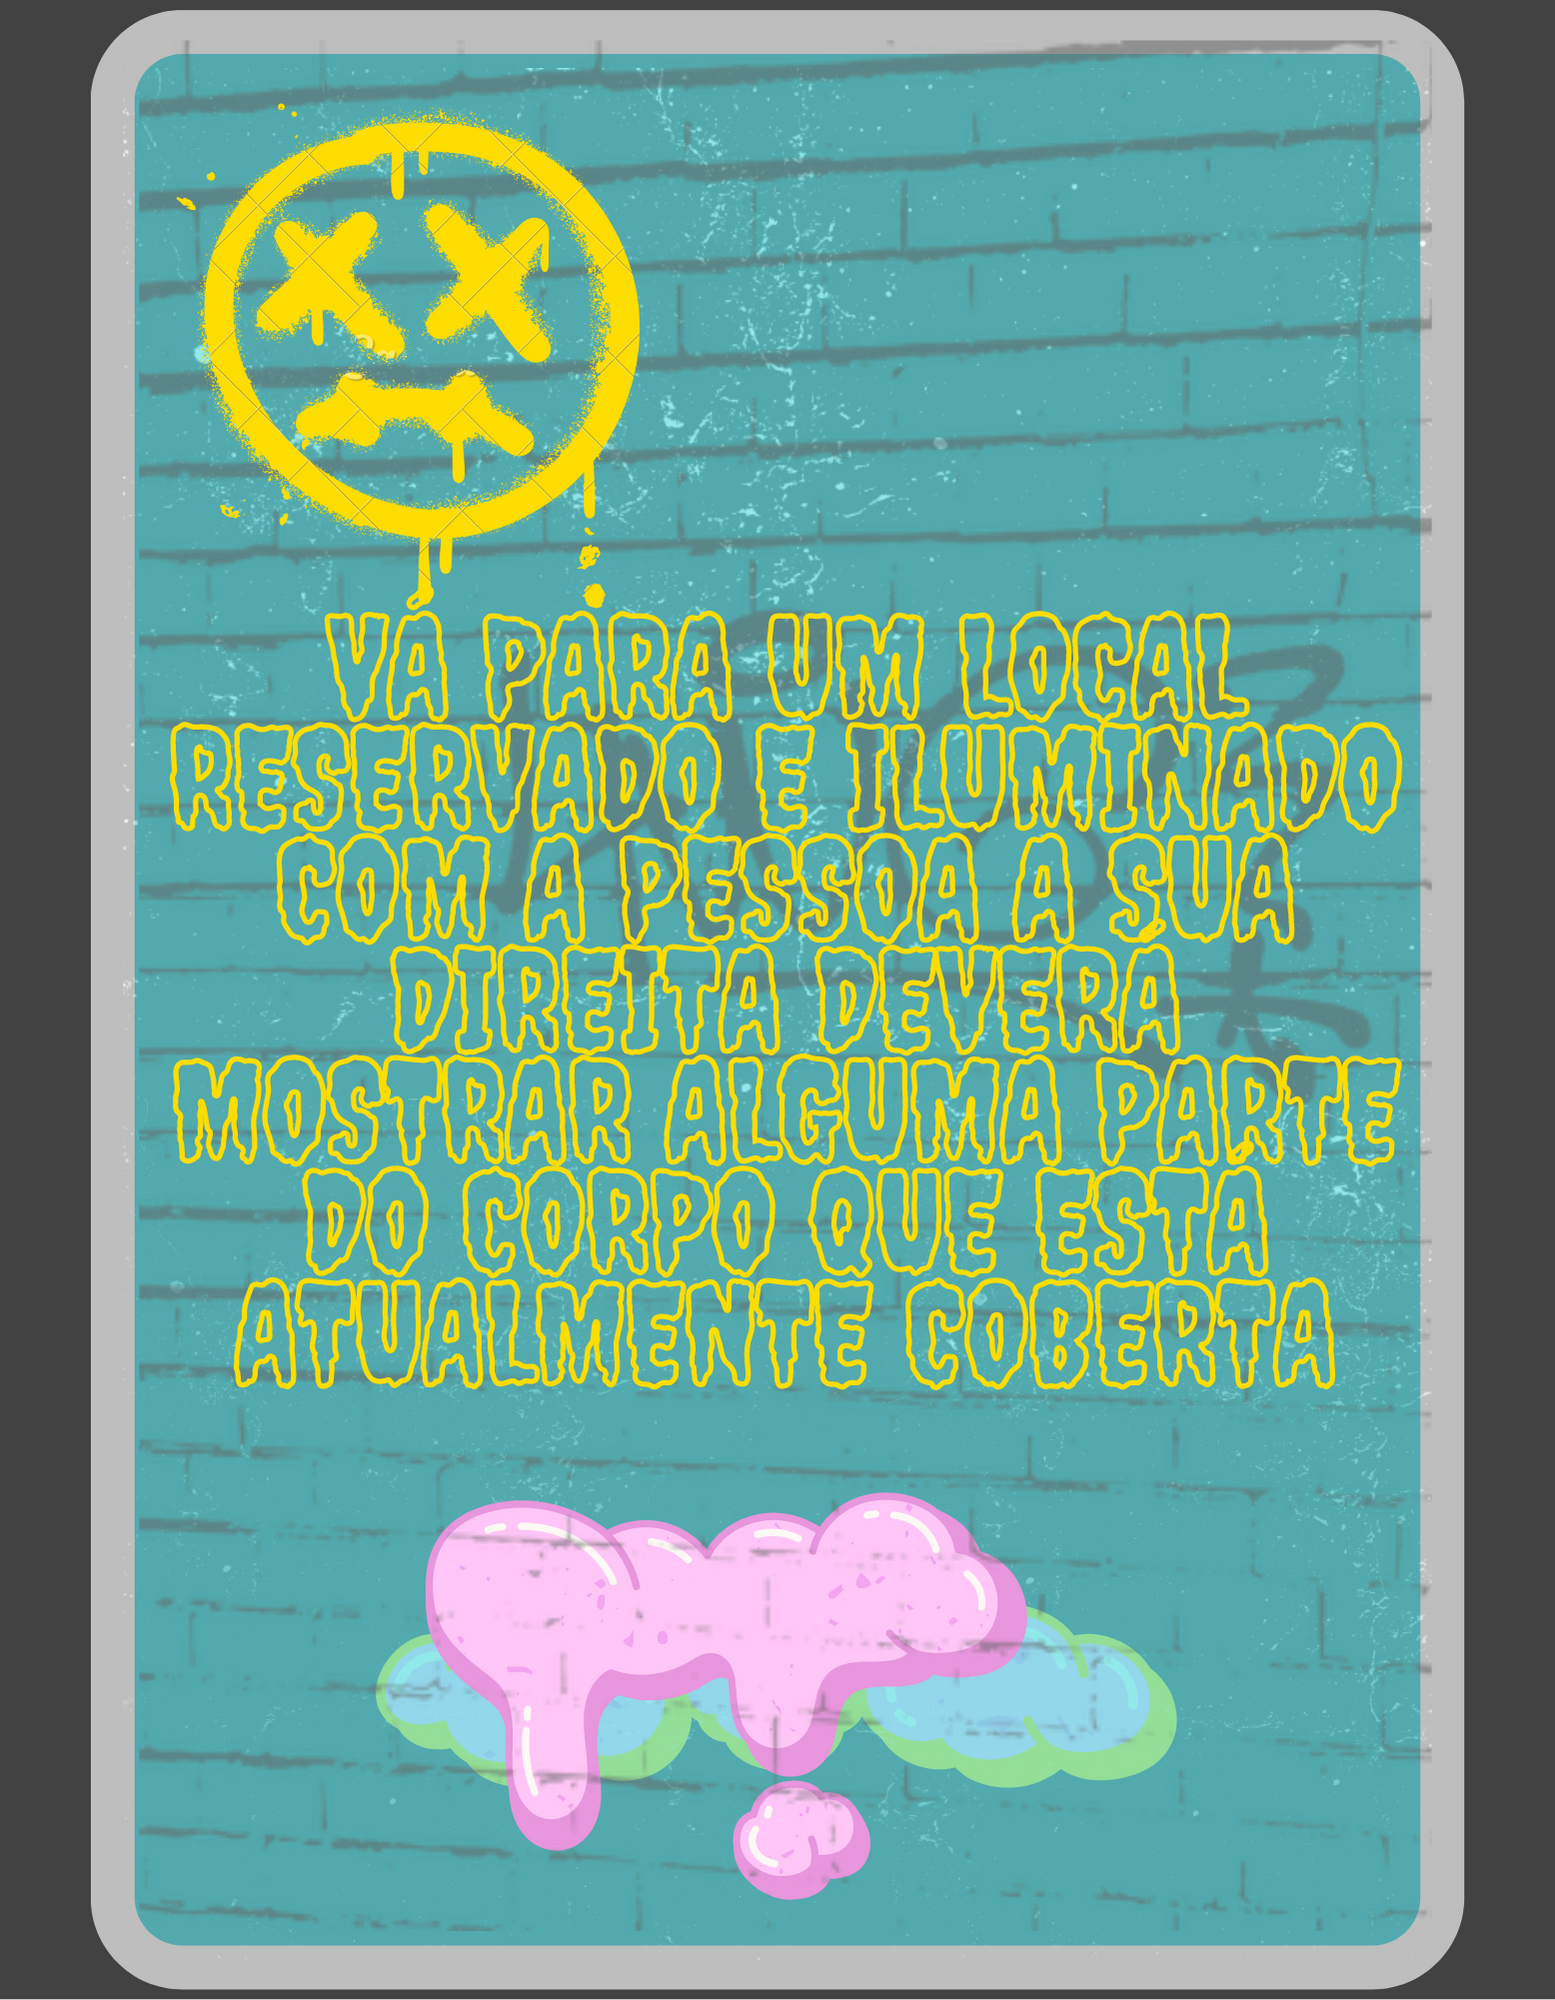 VÁ PARA UM LOCAL
RESERVADO E ILUMINADO
COM A PESSOA A SUA
DIREITA DEVERÁ
MOSTRAR ALGUMA PARTE
DO CORPO QUE ESTÁ
ATUALMENTE COBERTA